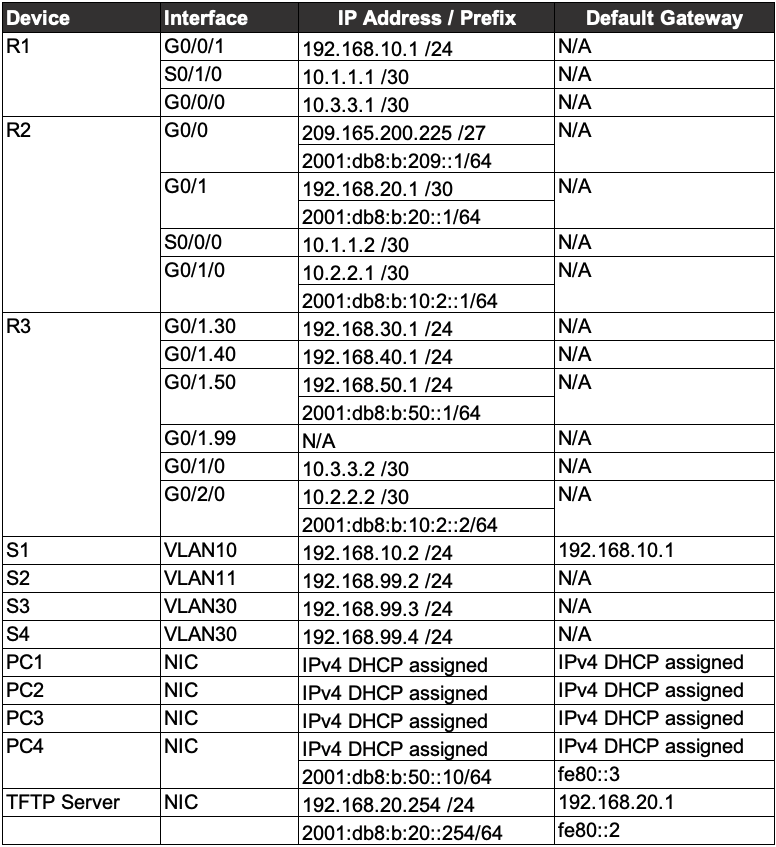 Device Interface IP Address / Prefix Default Gateway
R1 G0/0/1 192.168.10.1 /24 N/A
S0/1/0 10.1.1.1 /30 N/A
G0/0/0 10.3.3.1 /30 N/A
R2 G0/0 209.165.200.225 /27 N/A
2001:db8:b:209::1/64
G0/1 192.168.20.1 /30 N/A
2001:db8:b:20::1/64
S0/0/0 10.1.1.2 /30 N/A
G0/1/0 10.2.2.1 /30 N/A
2001:db8:b:10:2::1/64
R3 G0/1.30 192.168.30.1 /24 N/A
G0/1.40 192.168.40.1 /24 N/A
G0/1.50 192.168.50.1 /24 N/A
2001:db8:b:50::1/64
G0/1.99 N/A N/A
G0/1/0 10.3.3.2 /30 N/A
G0/2/0 10.2.2.2 /30 N/A
2001:db8:b:10:2::2/64
S1 VLAN10 192.168.10.2 /24 192.168.10.1
S2 VLAN11 192.168.99.2 /24 N/A
S3 VLAN30 192.168.99.3 /24 N/A
S4 VLAN30 192.168.99.4 /24 N/A
PC1 NIC IPv4 DHCP assigned IPv4 DHCP assigned
PC2 NIC IPv4 DHCP assigned IPv4 DHCP assigned
PC3 NIC IPv4 DHCP assigned IPv4 DHCP assigned
PC4 NIC IPv4 DHCP assigned IPv4 DHCP assigned
2001:db8:b:50::10/64 fe80::3
TFTP Server NIC 192.168.20.254 /24 192.168.20.1
2001:db8:b:20::254/64 fe80::2